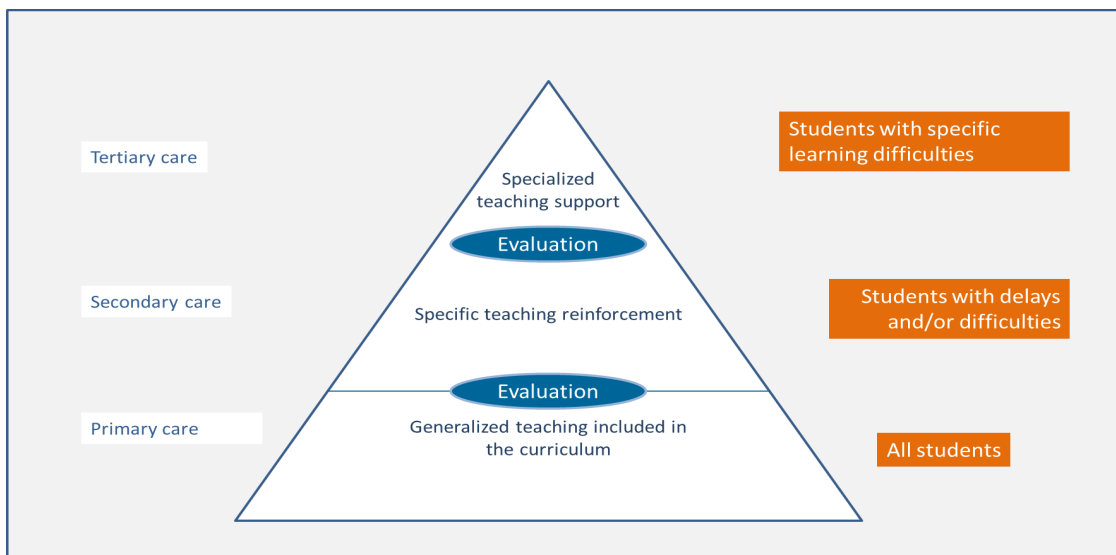 Tertiary care
Specialized
teaching support
Students with specific
learning difficulties
Evaluation
Secondary care
Specific teaching reinforcement
Students with delays
and/or difficulties
Evaluation
Primary care
Generalized teaching included in
the curriculum
All students